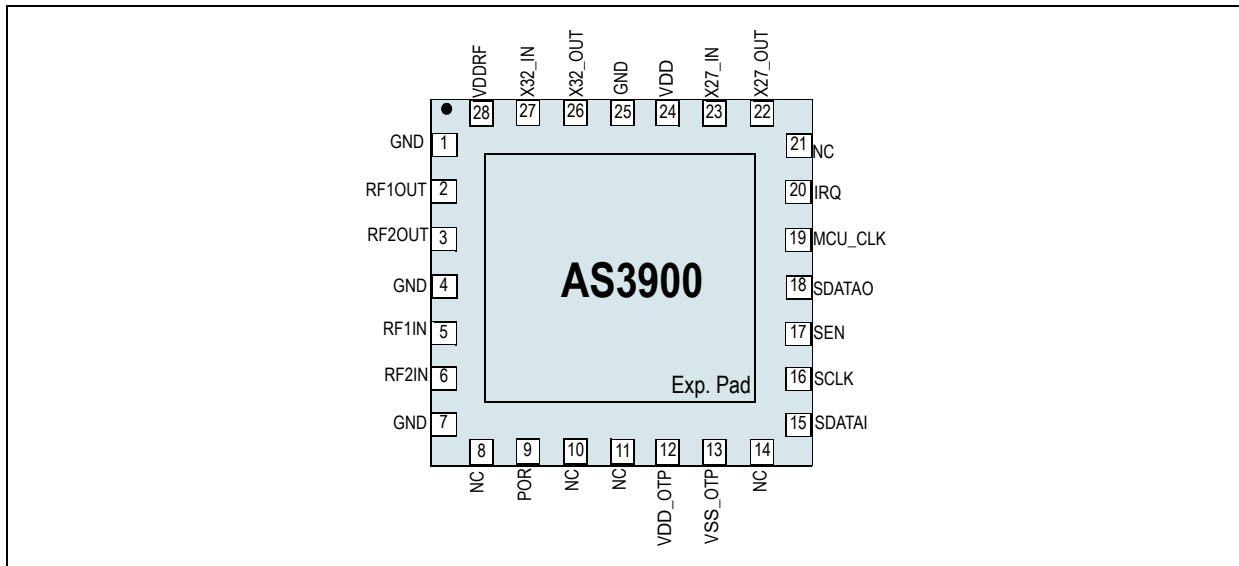 VDDRF
X32_IN
X32_OUT
GND
VDD
X27_IN
X27_OUT
28
27
26
25
24
23
22
GND 1
RF1OUT 2
RF2OUT 3
GND 4
RF1IN 5
RF2IN 6
GND 7
AS3900
Exp. Pad
21 NC
20 IRQ
19 MCU_CLK
18 SDATAO
17 SEN
16 SCLK
15 SDATAI
8
9
10
11
12
13
14
NC
POR
NC
NC
VDD_OTP
VSS_OTP
NC